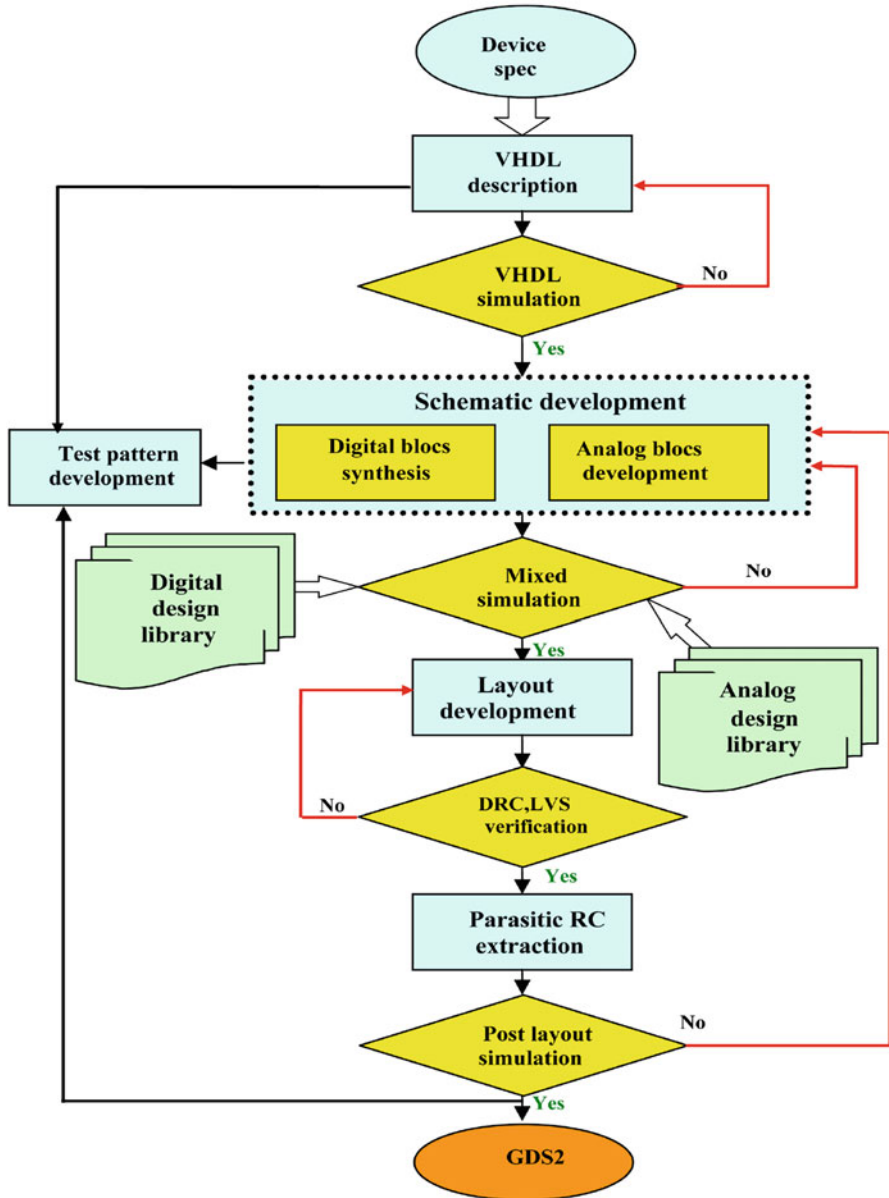 Device
spec
VHDL
description
VHDL
simulation
No
Yes
Schematic development
Digital blocs
synthesis
Analog blocs
development
Test pattern
development
Mixed
simulation
No
Digital
design
library
Yes
Layout
development
Analog
design
library
No
DRC,LVS
verification
Yes
Parasitic RC
extraction
Post layout
simulation
No
Yes
GDS2